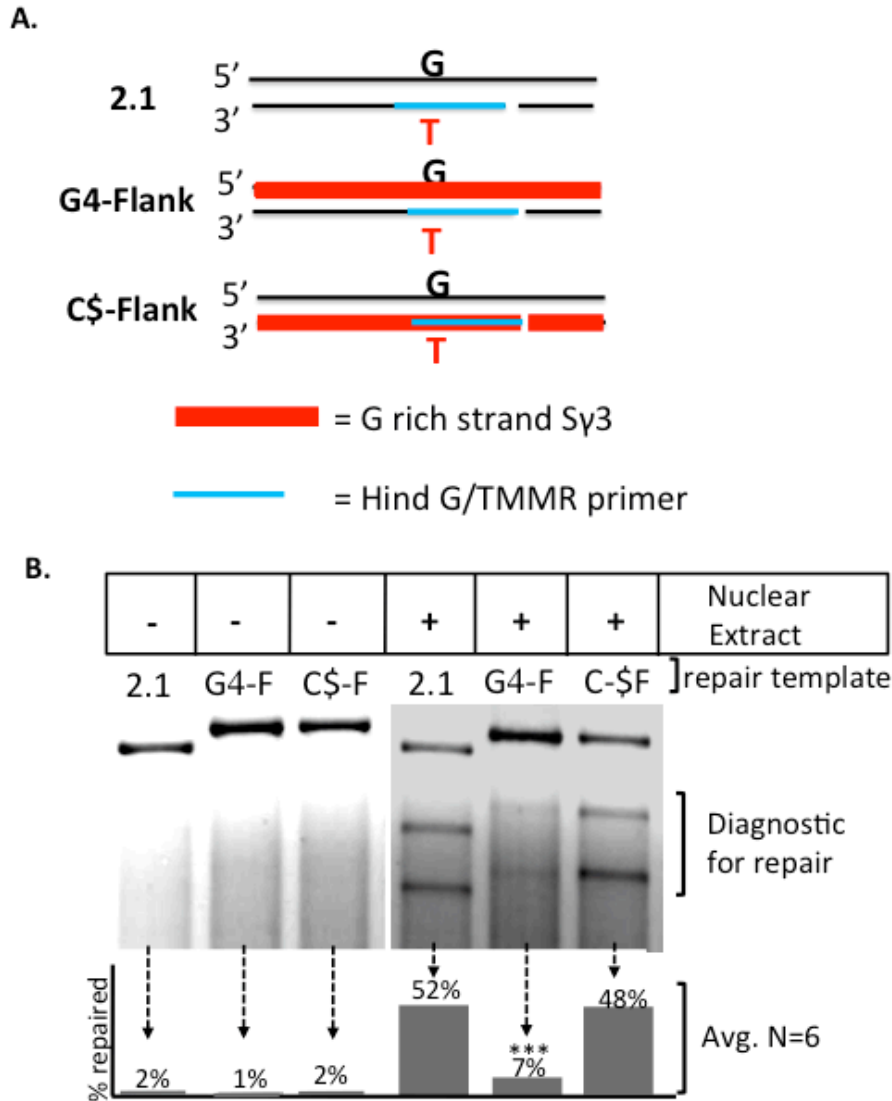 A.
G
5’
2.1
3’
T
5’
G
G4-Flank
3’
T
5’
G
C$-Flank
3’
T
= G rich strand Sγ3
= Hind G/TMMR primer
B.
- - - + + + Nuclear
Extract
2.1 G4-F C$-F 2.1 G4-F C-$F ]repair template
Diagnostic
for repair
% repaired
2% 1% 2% 52% *** 7% 48%
Avg. N=6